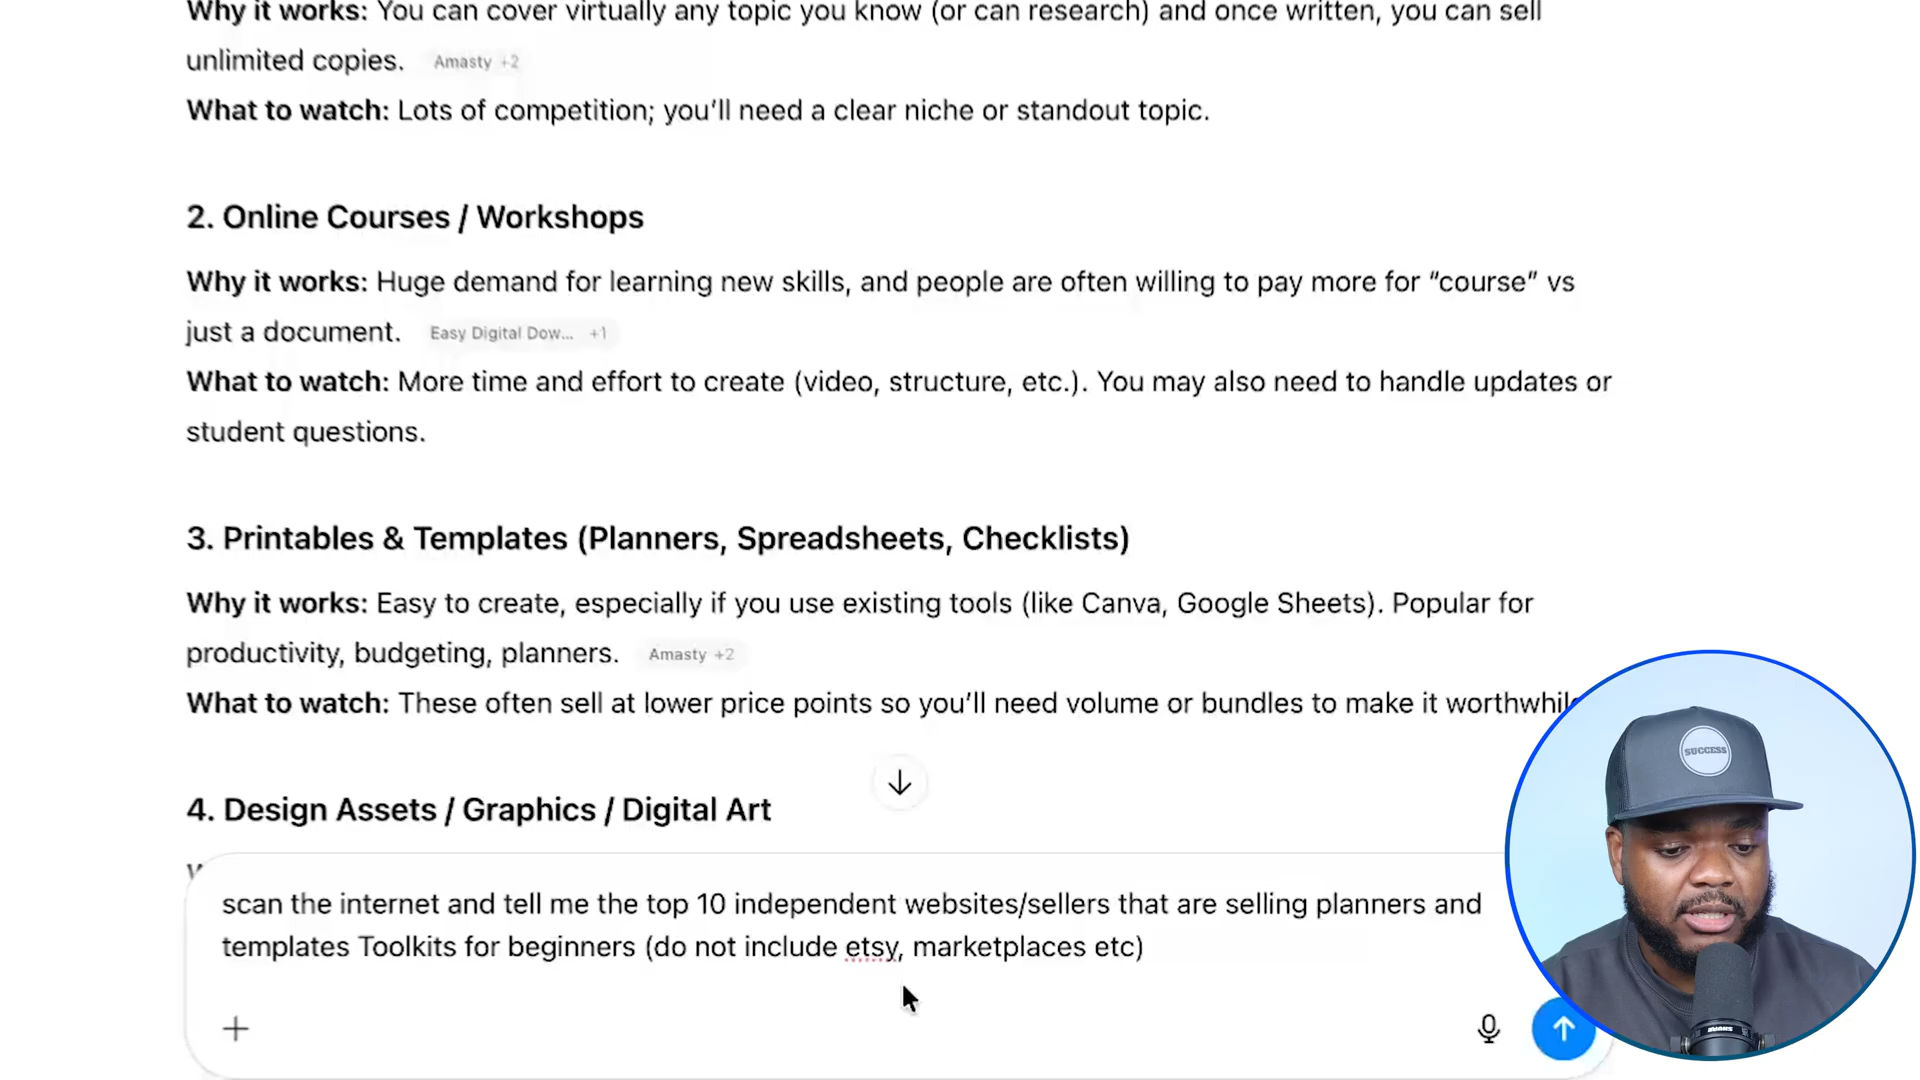 Why it works: You can cover virtually any topic you know (or can research) and once written, you can sell
unlimited copies. Amasty +2
What to watch: Lots of competition; you’ll need a clear niche or standout topic.
2. Online Courses / Workshops
Why it works: Huge demand for learning new skills, and people are often willing to pay more for “course” vs
just a document. Easy Digital Dow... +1
What to watch: More time and effort to create (video, structure, etc.). You may also need to handle updates or
student questions.
3. Printables & Templates (Planners, Spreadsheets, Checklists)
Why it works: Easy to create, especially if you use existing tools (like Canva, Google Sheets). Popular for
productivity, budgeting, planners. Amasty +2
What to watch: These often sell at lower price points so you’ll need volume or bundles to make it worthwhile
4. Design Assets / Graphics / Digital Art
scan the internet and tell me the top 10 independent websites/sellers that are selling planners and
templates Toolkits for beginners (do not include etsy, marketplaces etc)
SUCCESS